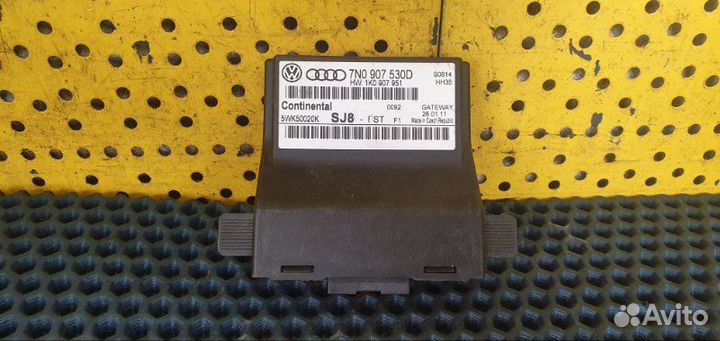 7N0 907 530D S0614
HW 1K0 907 951 HH35
Continental 0092 GATEWAY
26.01.11
5WK50020K SJ8 - I'ST F1 Made in Czech Republic
Avito